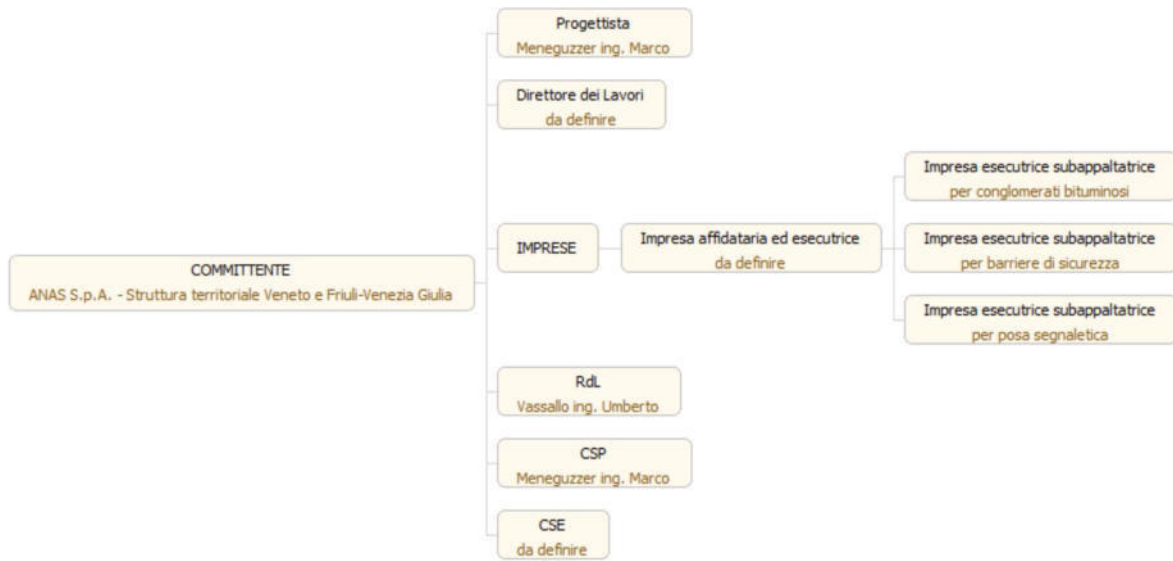 Progettista
Meneguzzer ing. Marco
Direttore dei Lavori
da definire
Impresa esecutrice subappaltatrice
per conglomerati bituminosi
IMPRESE
Impresa affidataria ed esecutrice
da definire
Impresa esecutrice subappaltatrice
per barriere di sicurezza
COMMITTENTE
ANAS S.p.A. - Struttura territoriale Veneto e Friuli-Venezia Giulia
Impresa esecutrice subappaltatrice
per posa segnaletica
RdL
Vassallo ing. Umberto
CSP
Meneguzzer ing. Marco
CSE
da definire